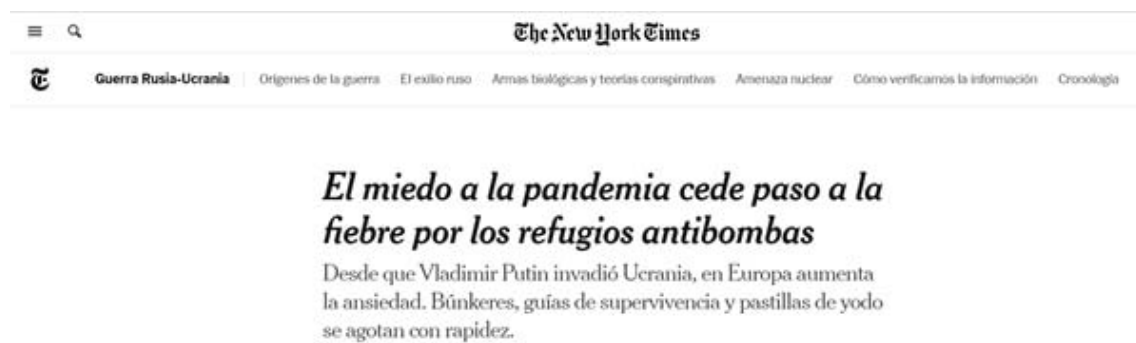 The New York Times
Guerra Rusia-Ucrania Orígenes de la guerra El exilio ruso Armas biológicas y teorías conspirativas Amenaza nuclear Cómo verificamos la información Cronología
El miedo a la pandemia cede paso a la
fiebre por los refugios antibombas
Desde que Vladimir Putin invadió Ucrania, en Europa aumenta
la ansiedad. Búnkeres, guías de supervivencia y pastillas de yodo
se agotan con rapidez.